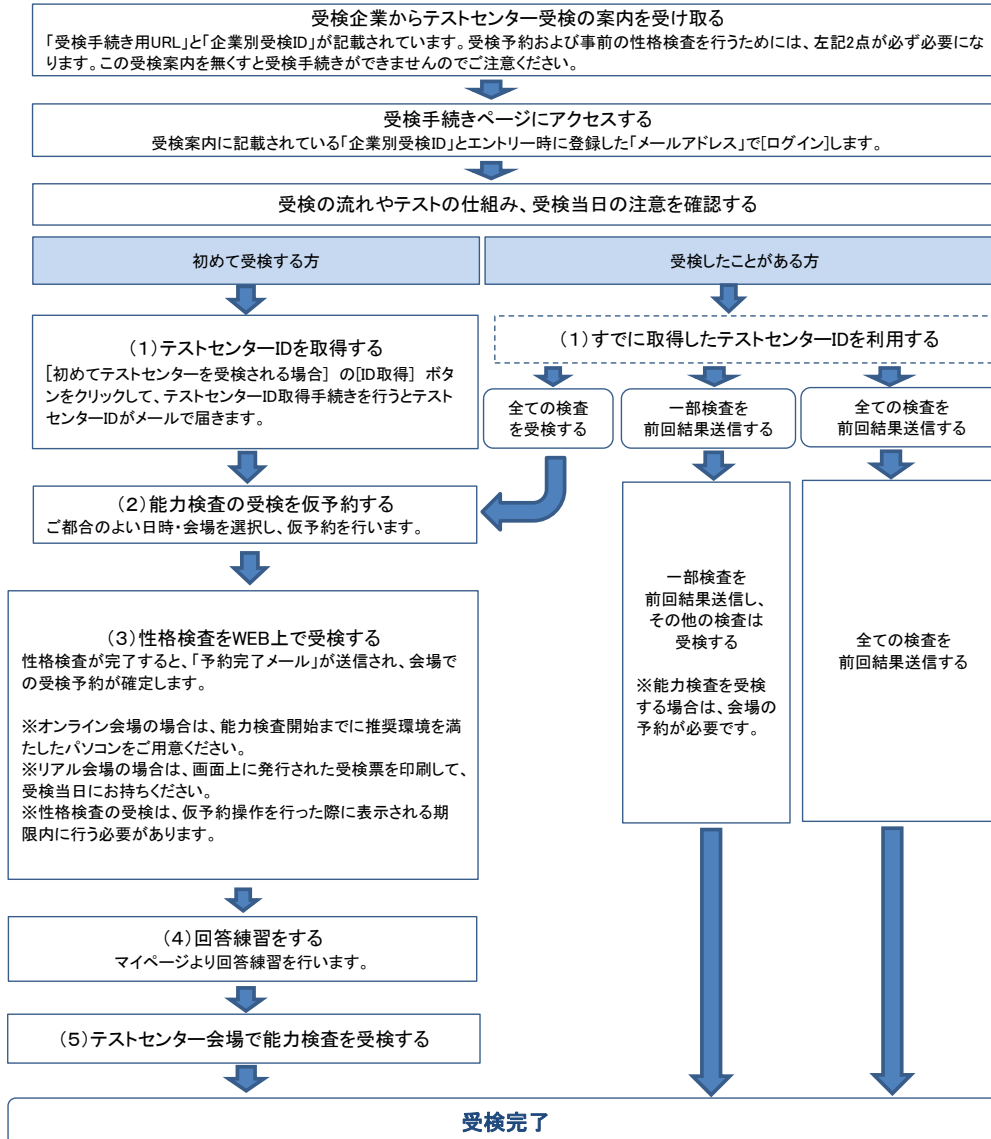 受検企業からテストセンター受検の案内を受け取る
「受検手続き用URL」と「企業別受検ID」が記載されています。受検予約および事前の性格検査を行うためには、左記2点が必ず必要にな
ります。この受検案内を無くすと受検手続きができませんのでご注意ください。
受検手続きページにアクセスする
受検案内に記載されている「企業別受検ID」とエントリー時に登録した「メールアドレス」で[ログイン]します。
受検の流れやテストの仕組み、受検当日の注意を確認する
初めて受検する方
受検したことがある方
(1)テストセンターIDを取得する
[初めてテストセンターを受検される場合] の[ID取得] ボタ
ンをクリックして、テストセンターID取得手続きを行うとテスト
センターIDがメールで届きます。
(1)すでに取得したテストセンターIDを利用する
全ての検査
を受検する
一部検査を
前回結果送信する
全ての検査を
前回結果送信する
(2)能力検査の受検を仮予約する
ご都合のよい日時・会場を選択し、仮予約を行います。
(3)性格検査をWEB上で受検する
性格検査が完了すると、「予約完了メール」が送信され、会場で
の受検予約が確定します。
※オンライン会場の場合は、能力検査開始までに推奨環境を満
たしたパソコンをご用意ください。
※リアル会場の場合は、画面上に発行された受検票を印刷して、
受検当日にお持ちください。
※性格検査の受検は、仮予約操作を行った際に表示される期
限内に行う必要があります。
一部検査を
前回結果送信し、
その他の検査は
受検する
※能力検査を受検
する場合は、会場の
予約が必要です。
全ての検査を
前回結果送信する
(4)回答練習をする
マイページより回答練習を行います。
(5)テストセンター会場で能力検査を受検する
受検完了